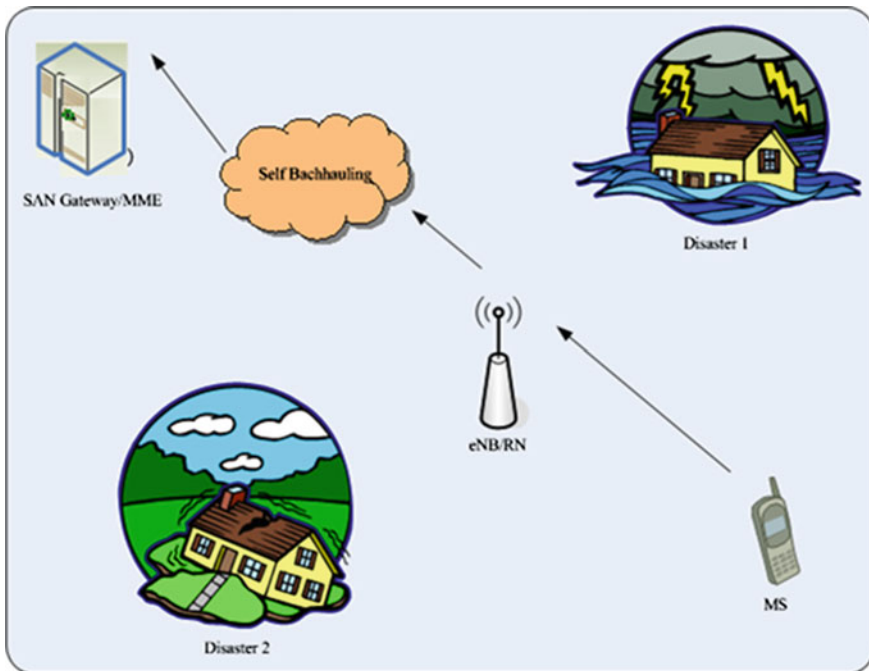 Self Bachhauling
SAN Gateway/MME
Disaster 1
eNB/RN
Disaster 2
MS